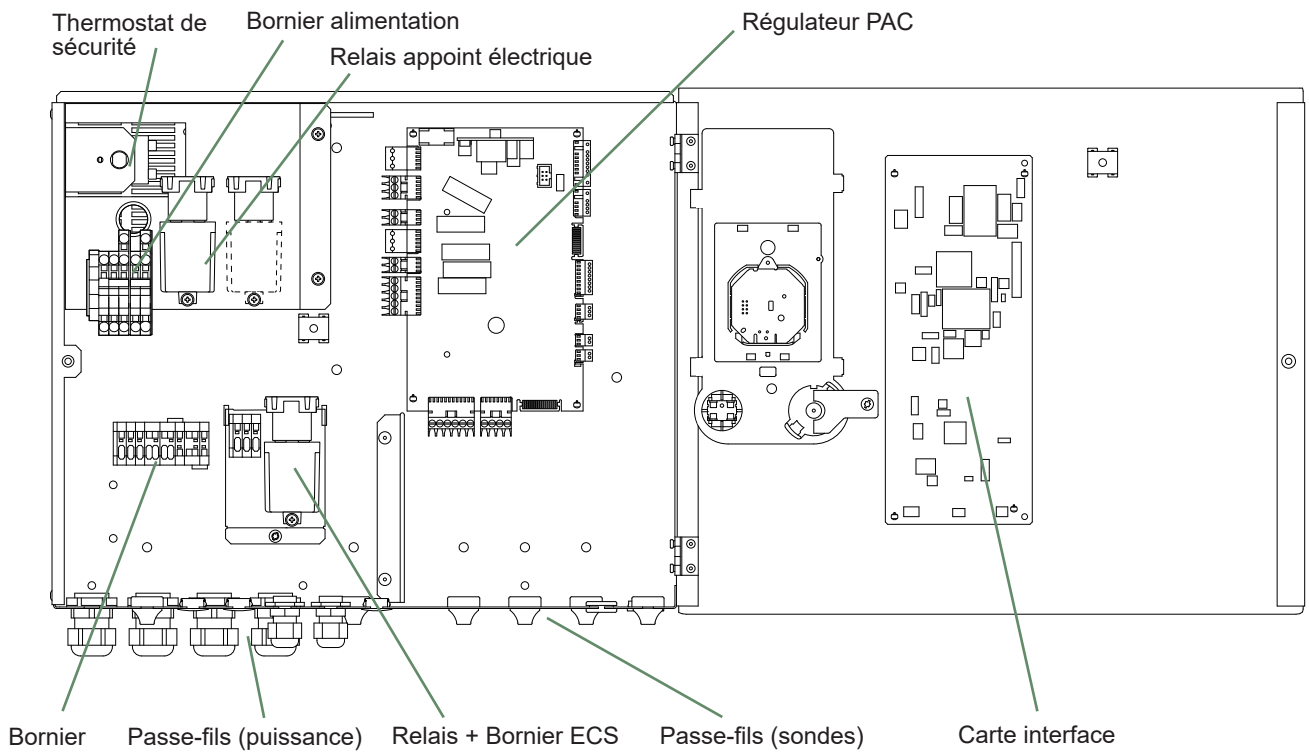 Thermostat de
sécurité
Bornier alimentation
Relais appoint électrique
Régulateur PAC
Bornier
Passe-fils (puissance)
Relais + Bornier ECS
Passe-fils (sondes)
Carte interface